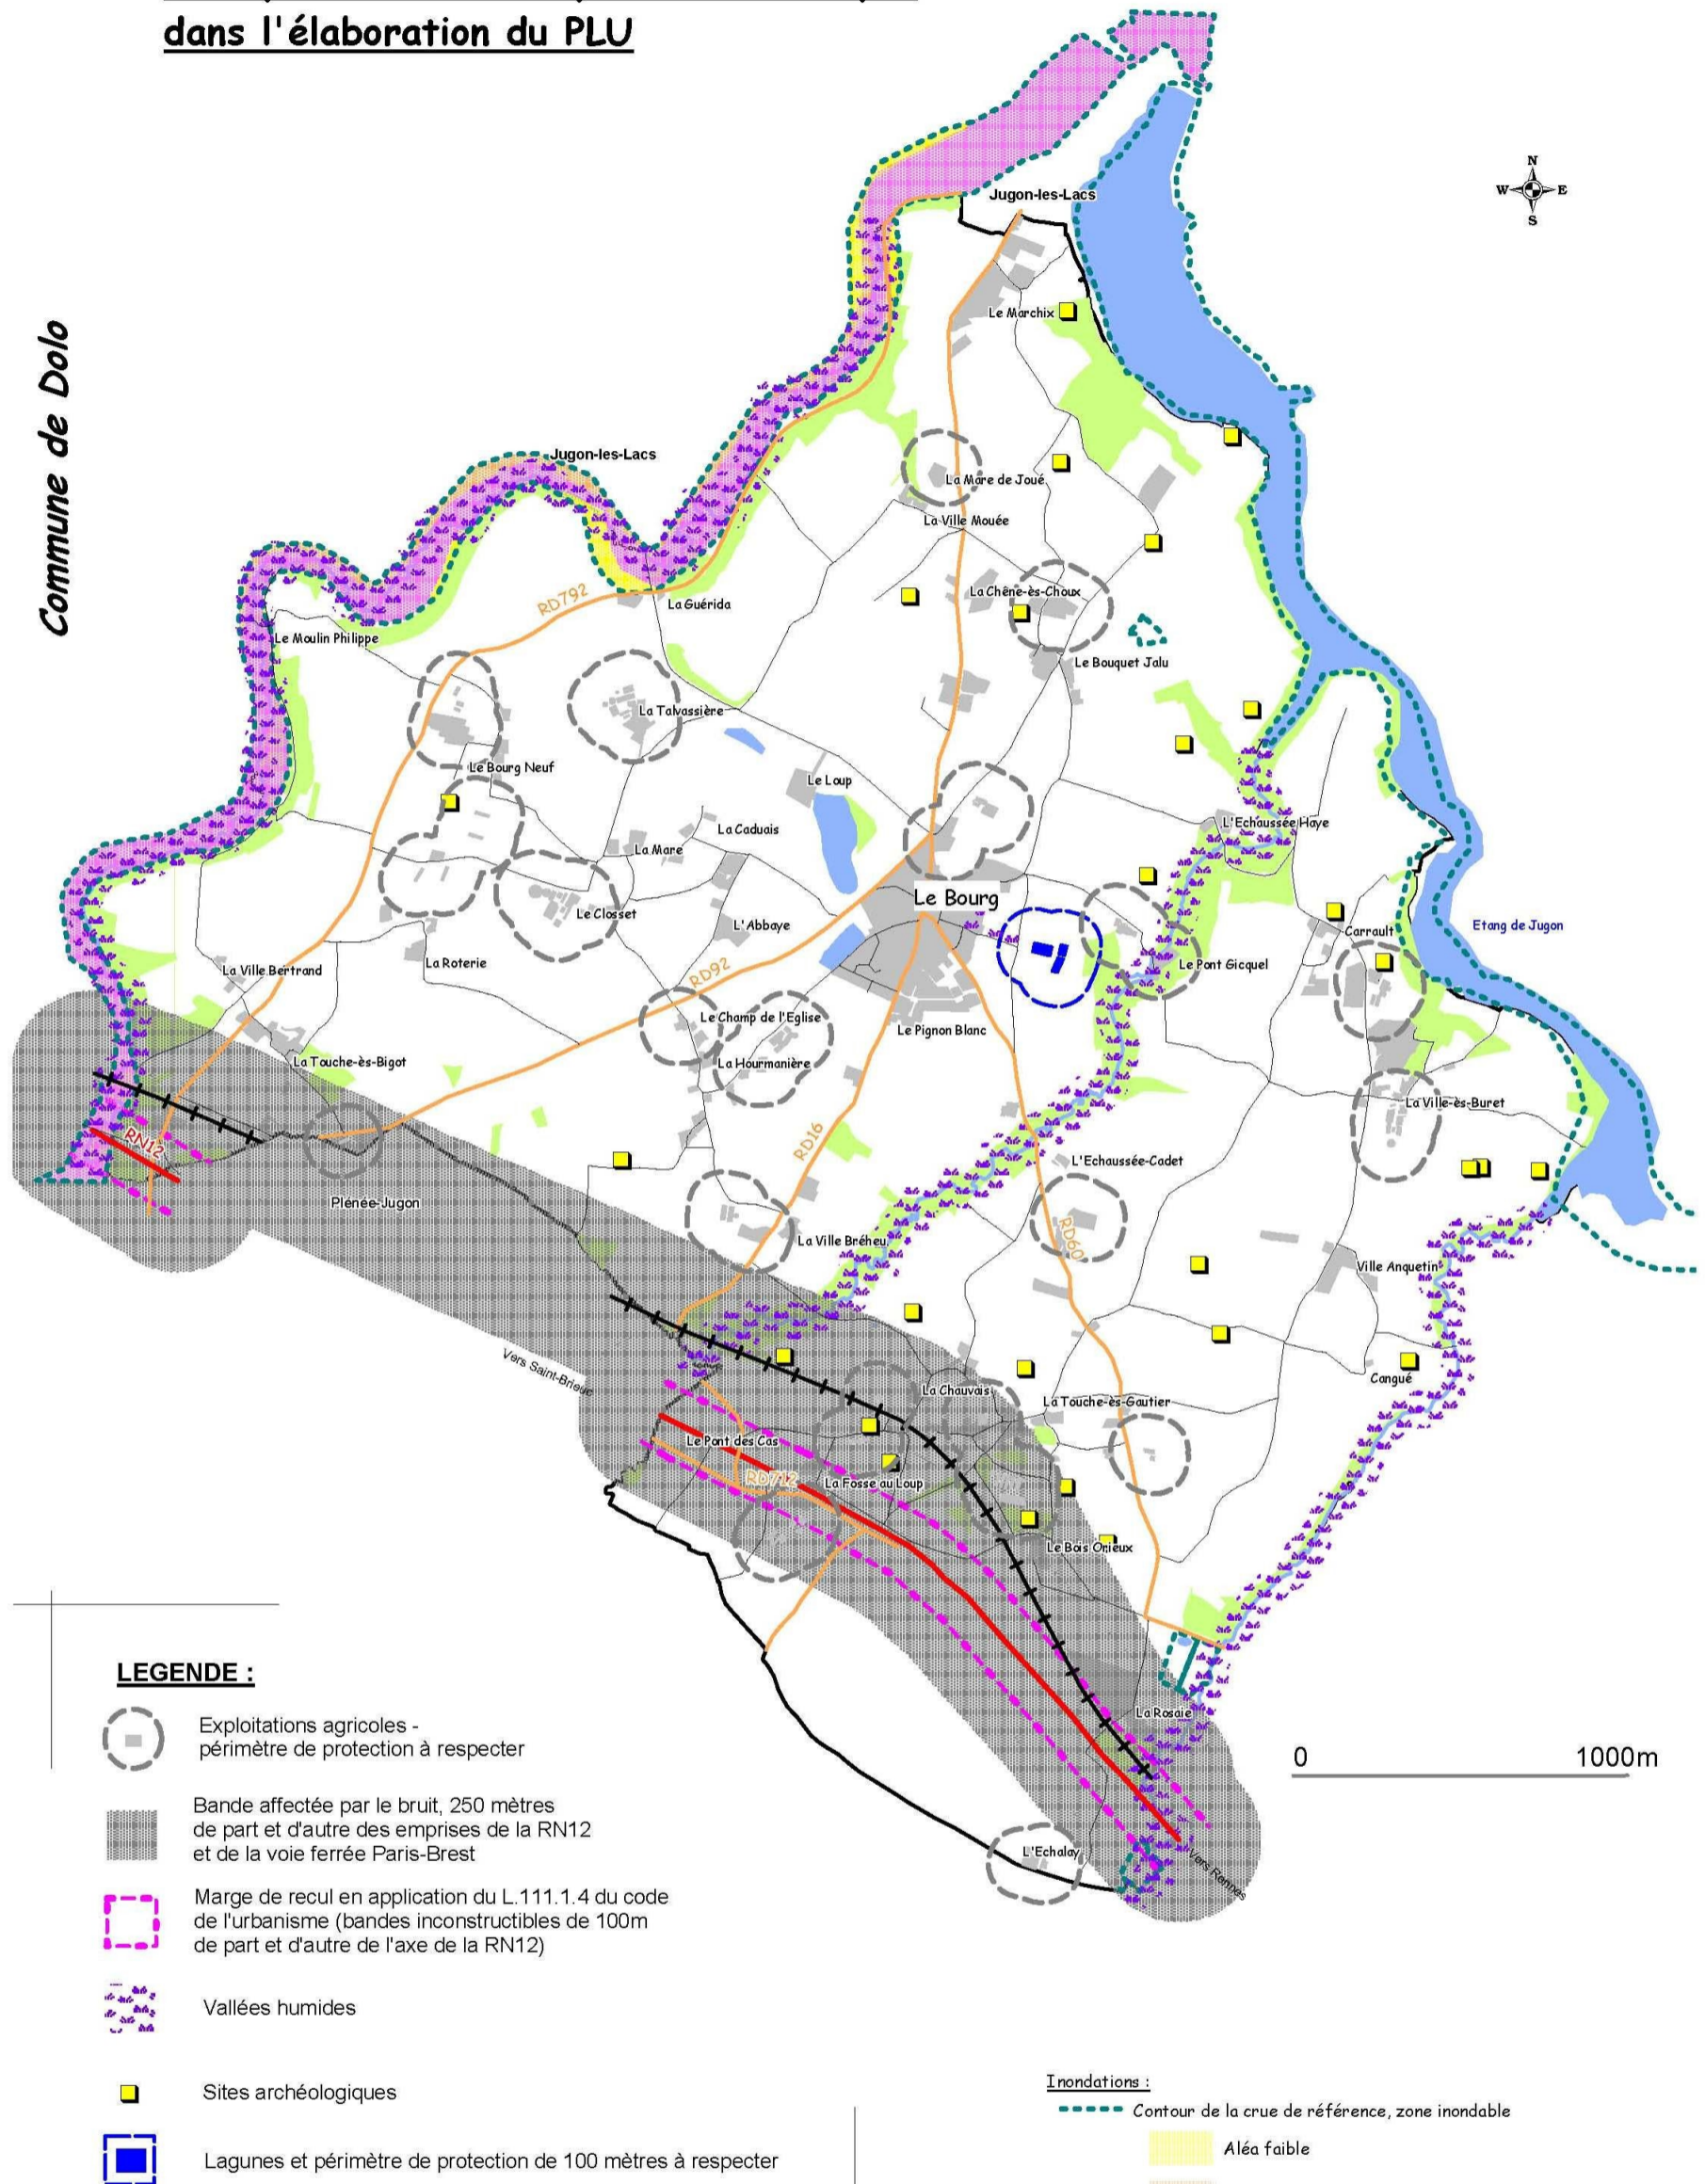 dans l'élaboration du PLU
Commune de Dolo
N
W E
S
Jugon-les-Lacs
Le Marchix
Jugon-les-Lacs
La Mare de Joué
La Ville Mouée
La Chêne-ès-Choux
RD792
La Guérida
Le Moulin Philippe
Le Bouquet Jalu
La Talvassière
Le Bourg Neuf
Le Loup
L'Echaussée Haye
La Caduais
La Mare
Le Bourg
Le Closset
L'Abbaye
Carrault
Etang de Jugon
La Roterie
RD92
Le Pont Gicquel
La Ville Bertrand
Le Champ de l'Eglise
Le Pignon Blanc
La Touche-ès-Bigot
La Hourmanière
La Ville-ès-Buret
RN12
RD16
L'Echaussée-Cadet
Plénée-Jugon
La Ville Bréheu
RD60
Ville Anquetin
Vers Saint-Brieuc
La Chauvais
Cangué
La Touche-ès-Gautier
Le Pont des Cas
RD712
La Fosse au Loup
Le Bois Orieux
La Rosaie
0 1000m
L'Echalay
Vers Rennes
LEGENDE :
Exploitations agricoles -
périmètre de protection à respecter
Bande affectée par le bruit, 250 mètres
de part et d'autre des emprises de la RN12
et de la voie ferrée Paris-Brest
Marge de recul en application du L.111.1.4 du code
de l'urbanisme (bandes inconstructibles de 100m
de part et d'autre de l'axe de la RN12)
Vallées humides
Sites archéologiques
Lagunes et périmètre de protection de 100 mètres à respecter
Inondations :
Contour de la crue de référence, zone inondable
Aléa faible